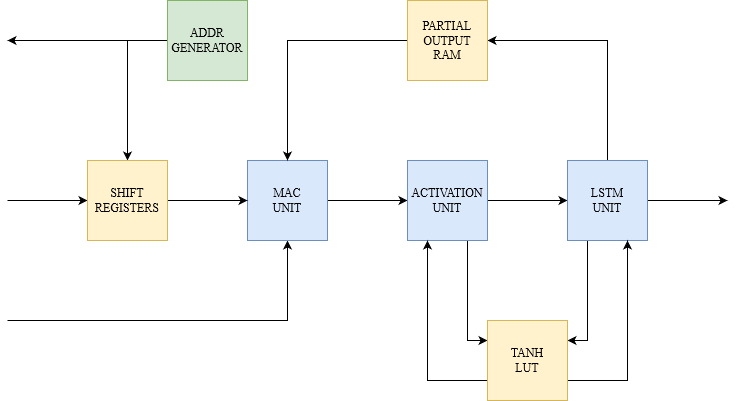 ADDR
GENERATOR
PARTIAL
OUTPUT
RAM
SHIFT
REGISTERS
MAC
UNIT
ACTIVATION
UNIT
LSTM
UNIT
TANH
LUT